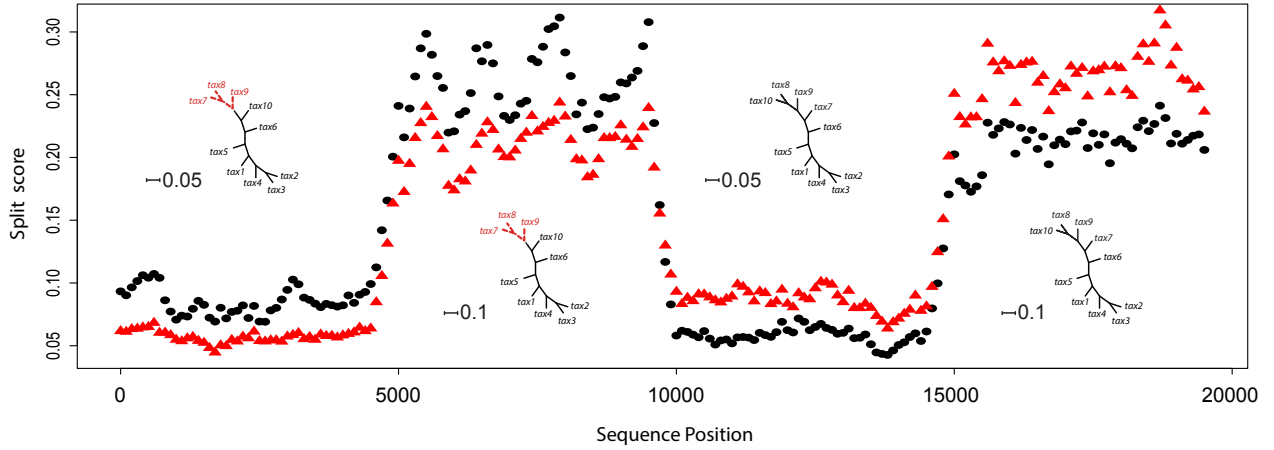 0.30
0.25
0.20
0.15
0.10
0.05
Split score
0
5000
10000
15000
20000
Sequence Position
tax8
tax9
tax7
tax10
tax6
tax5
tax1
tax2
tax4
tax3
0.05
tax8
tax9
tax7
tax10
tax6
tax5
tax1
tax2
tax4
tax3
0.1
tax8
tax9
tax10
tax7
tax6
tax5
tax1
tax2
tax4
tax3
0.05
tax8
tax9
tax10
tax7
tax6
tax5
tax1
tax2
tax4
tax3
0.1